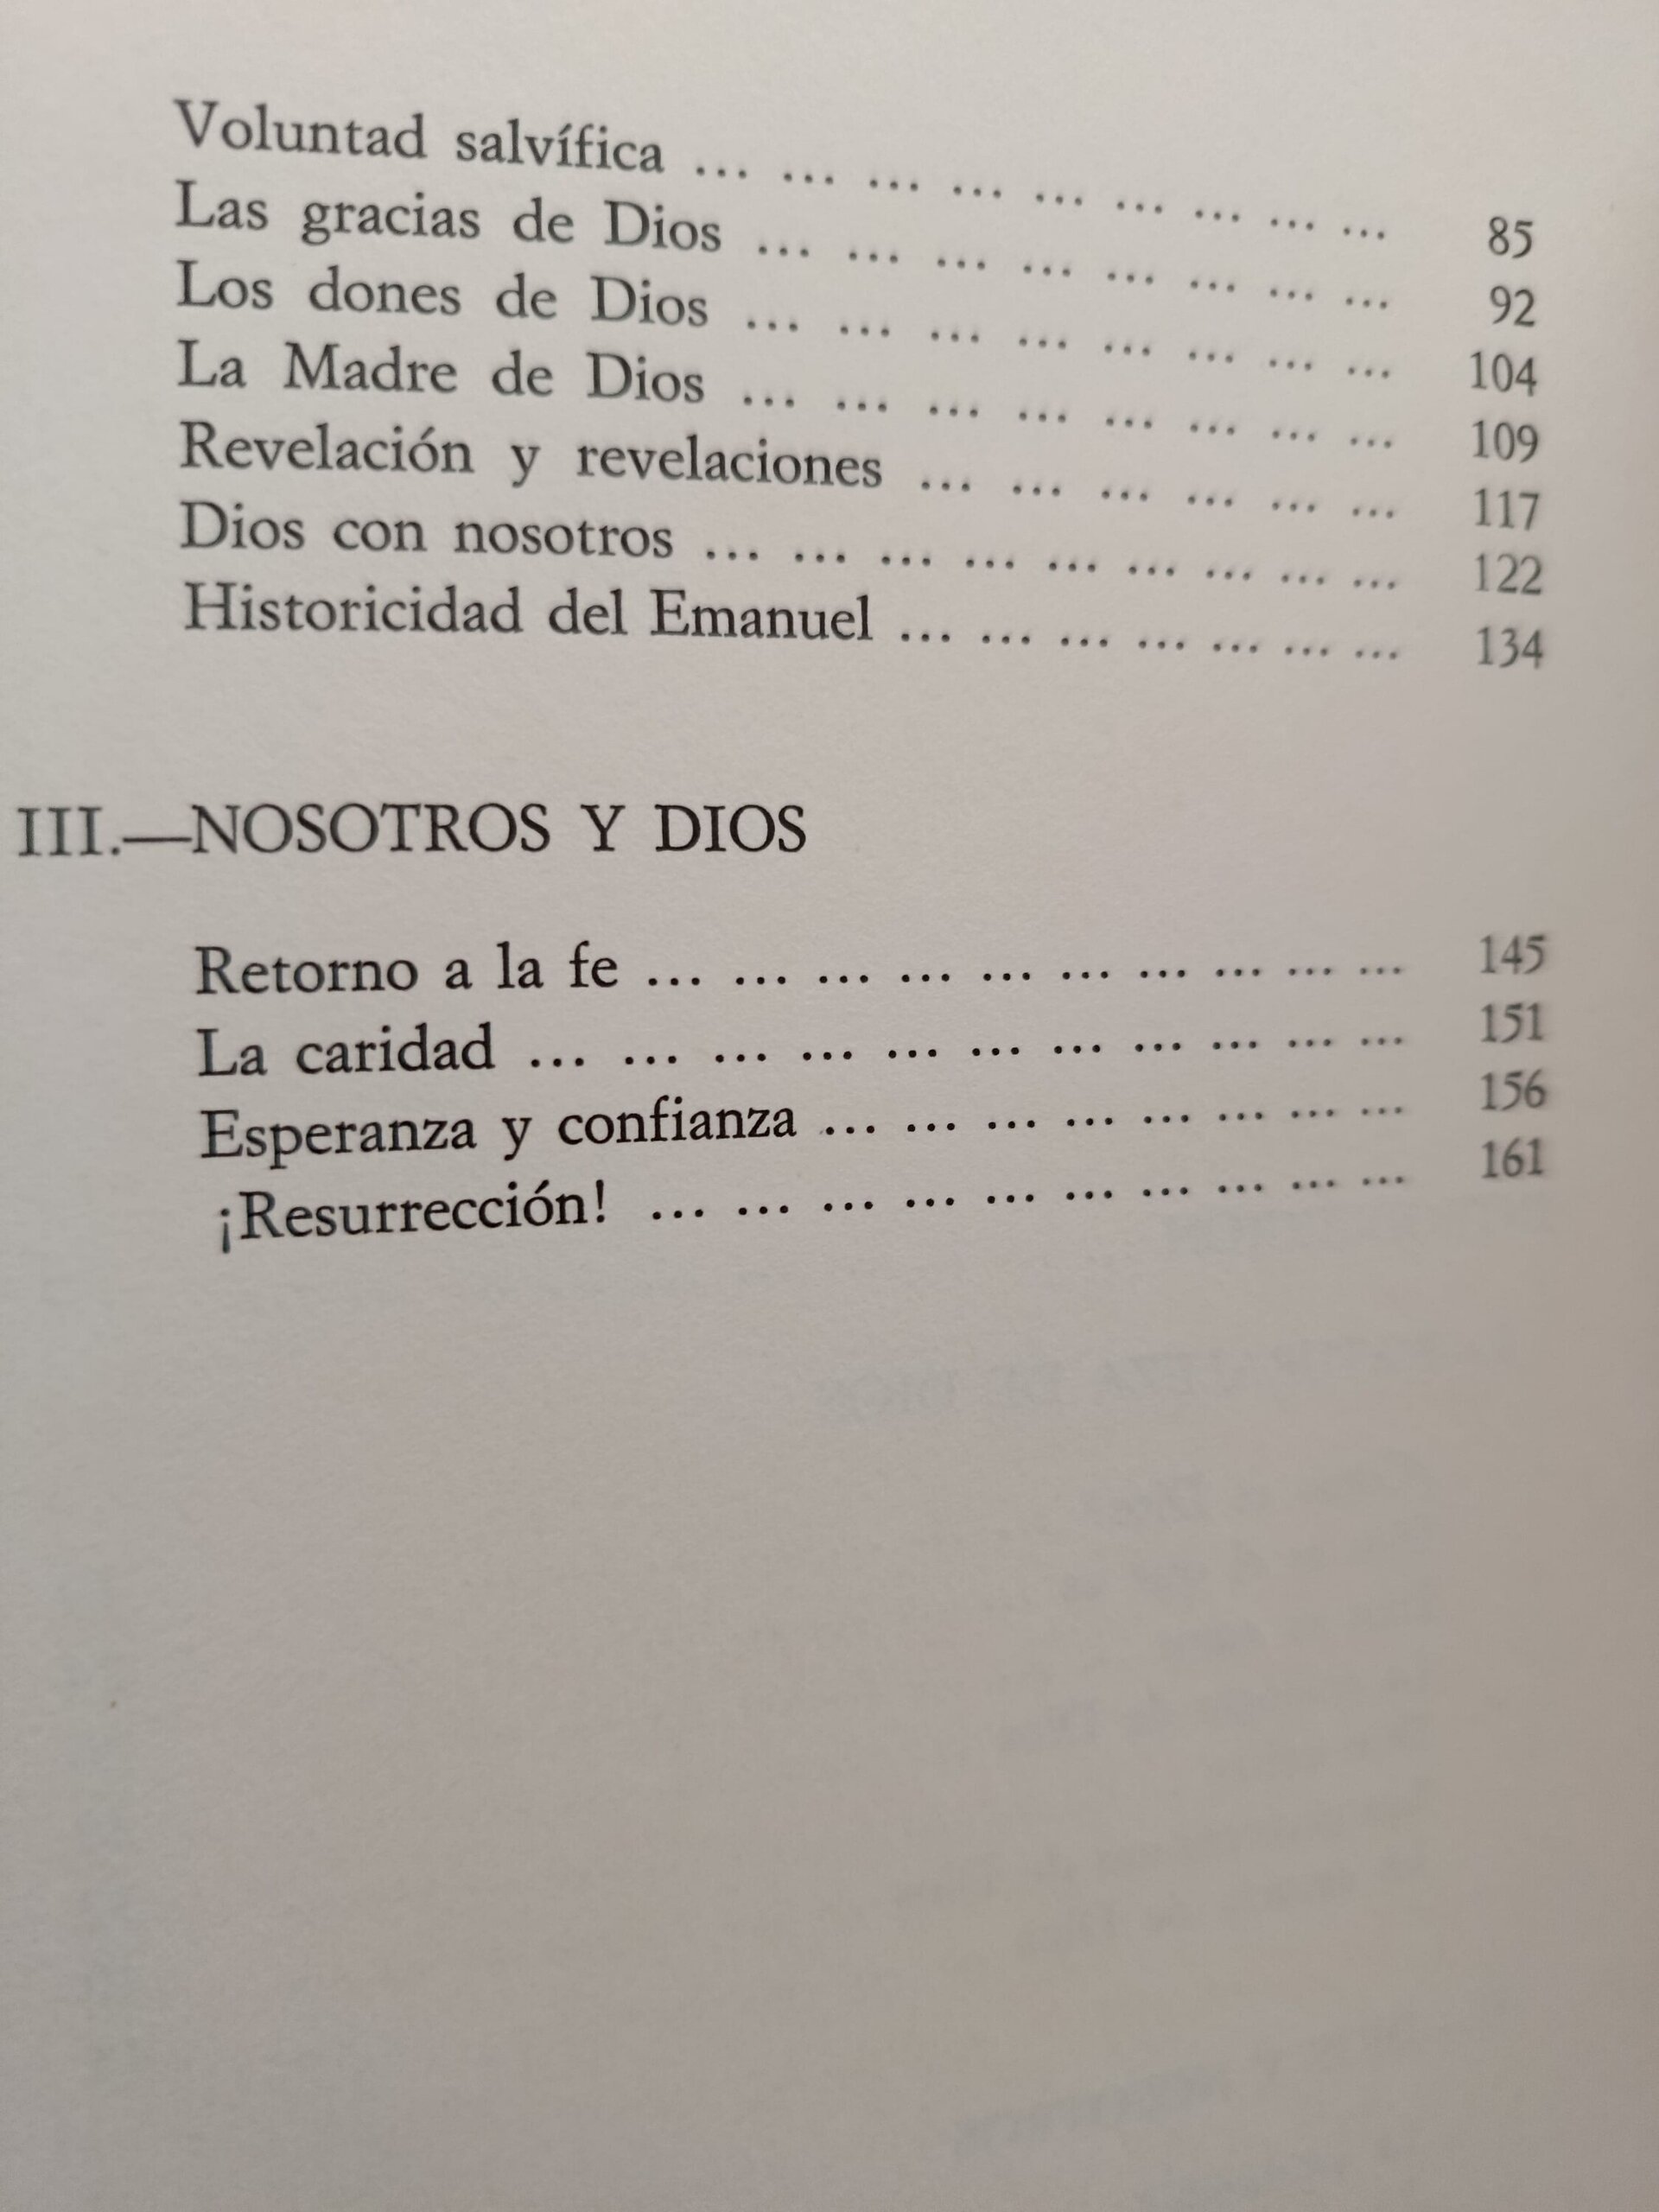 Voluntad salvífica ... ... ... ... ... ... ... ... ... 85
Las gracias de Dios ... ... ... ... ... ... ... ... 92
Los dones de Dios ... ... ... ... ... ... ... ... 104
La Madre de Dios ... ... ... ... ... ... ... ... 109
Revelación y revelaciones ... ... ... ... ... ... 117
Dios con nosotros ... ... ... ... ... ... ... ... ... 122
Historicidad del Emanuel ... ... ... ... ... ... ... 134
III.—NOSOTROS Y DIOS
Retorno a la fe ... ... ... ... ... ... ... ... ... 145
La caridad ... ... ... ... ... ... ... ... ... ... ... 151
Esperanza y confianza ... ... ... ... ... ... ... ... 156
¡Resurrección! ... ... ... ... ... ... ... ... ... 161